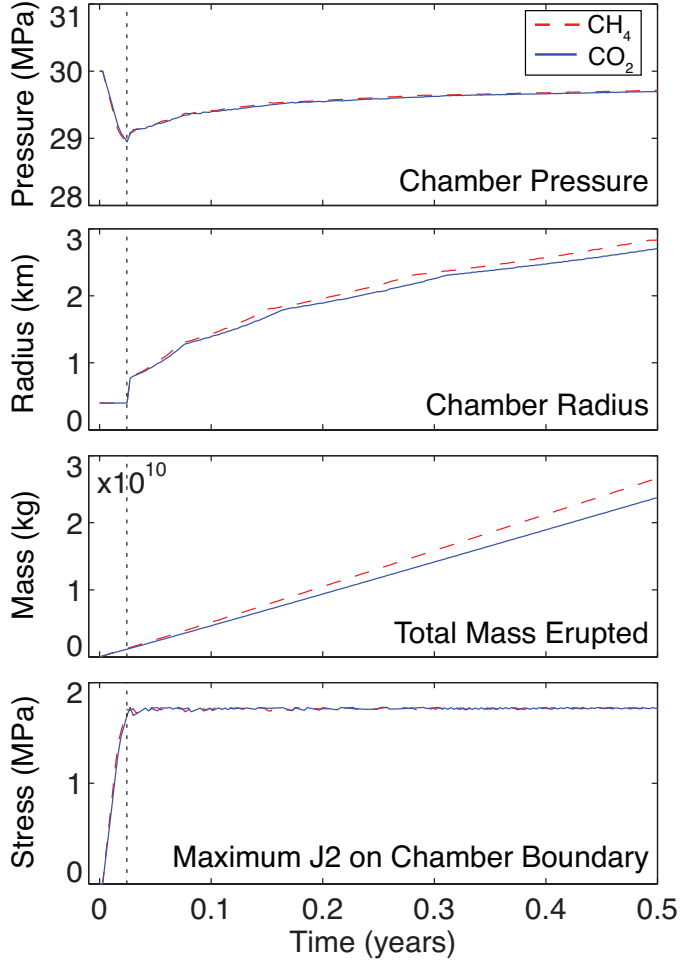 31
30
29
28
Pressure (MPa)
CH4
CO2
Chamber Pressure
3
2
1
0
Radius (km)
Chamber Radius
3
2
1
0
Mass (kg)
x10^10
Total Mass Erupted
2
1
0
Stress (MPa)
Maximum J2 on Chamber Boundary
0 0.1 0.2 0.3 0.4 0.5
Time (years)